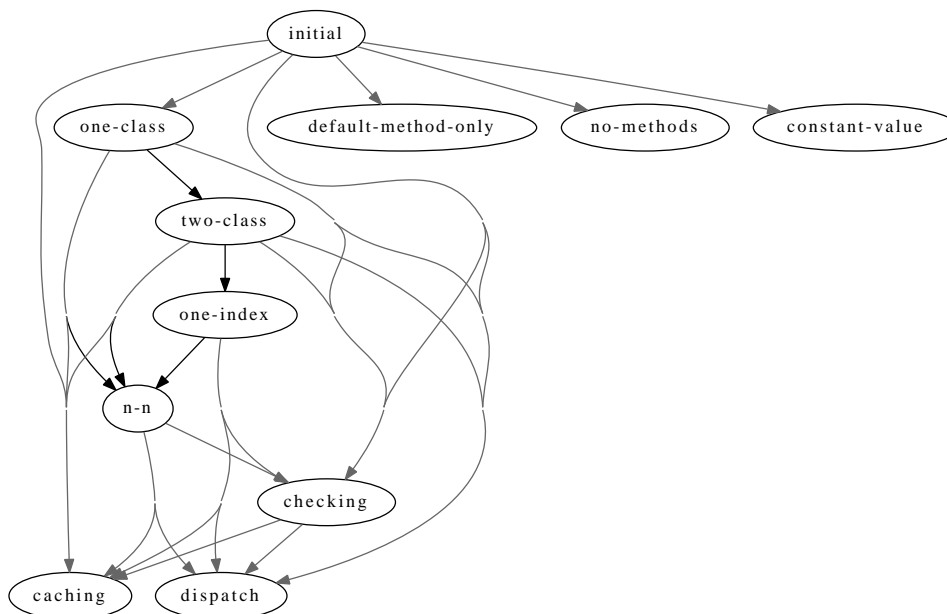 initial
one-class
default-method-only
no-methods
constant-value
two-class
one-index
n-n
checking
caching
dispatch